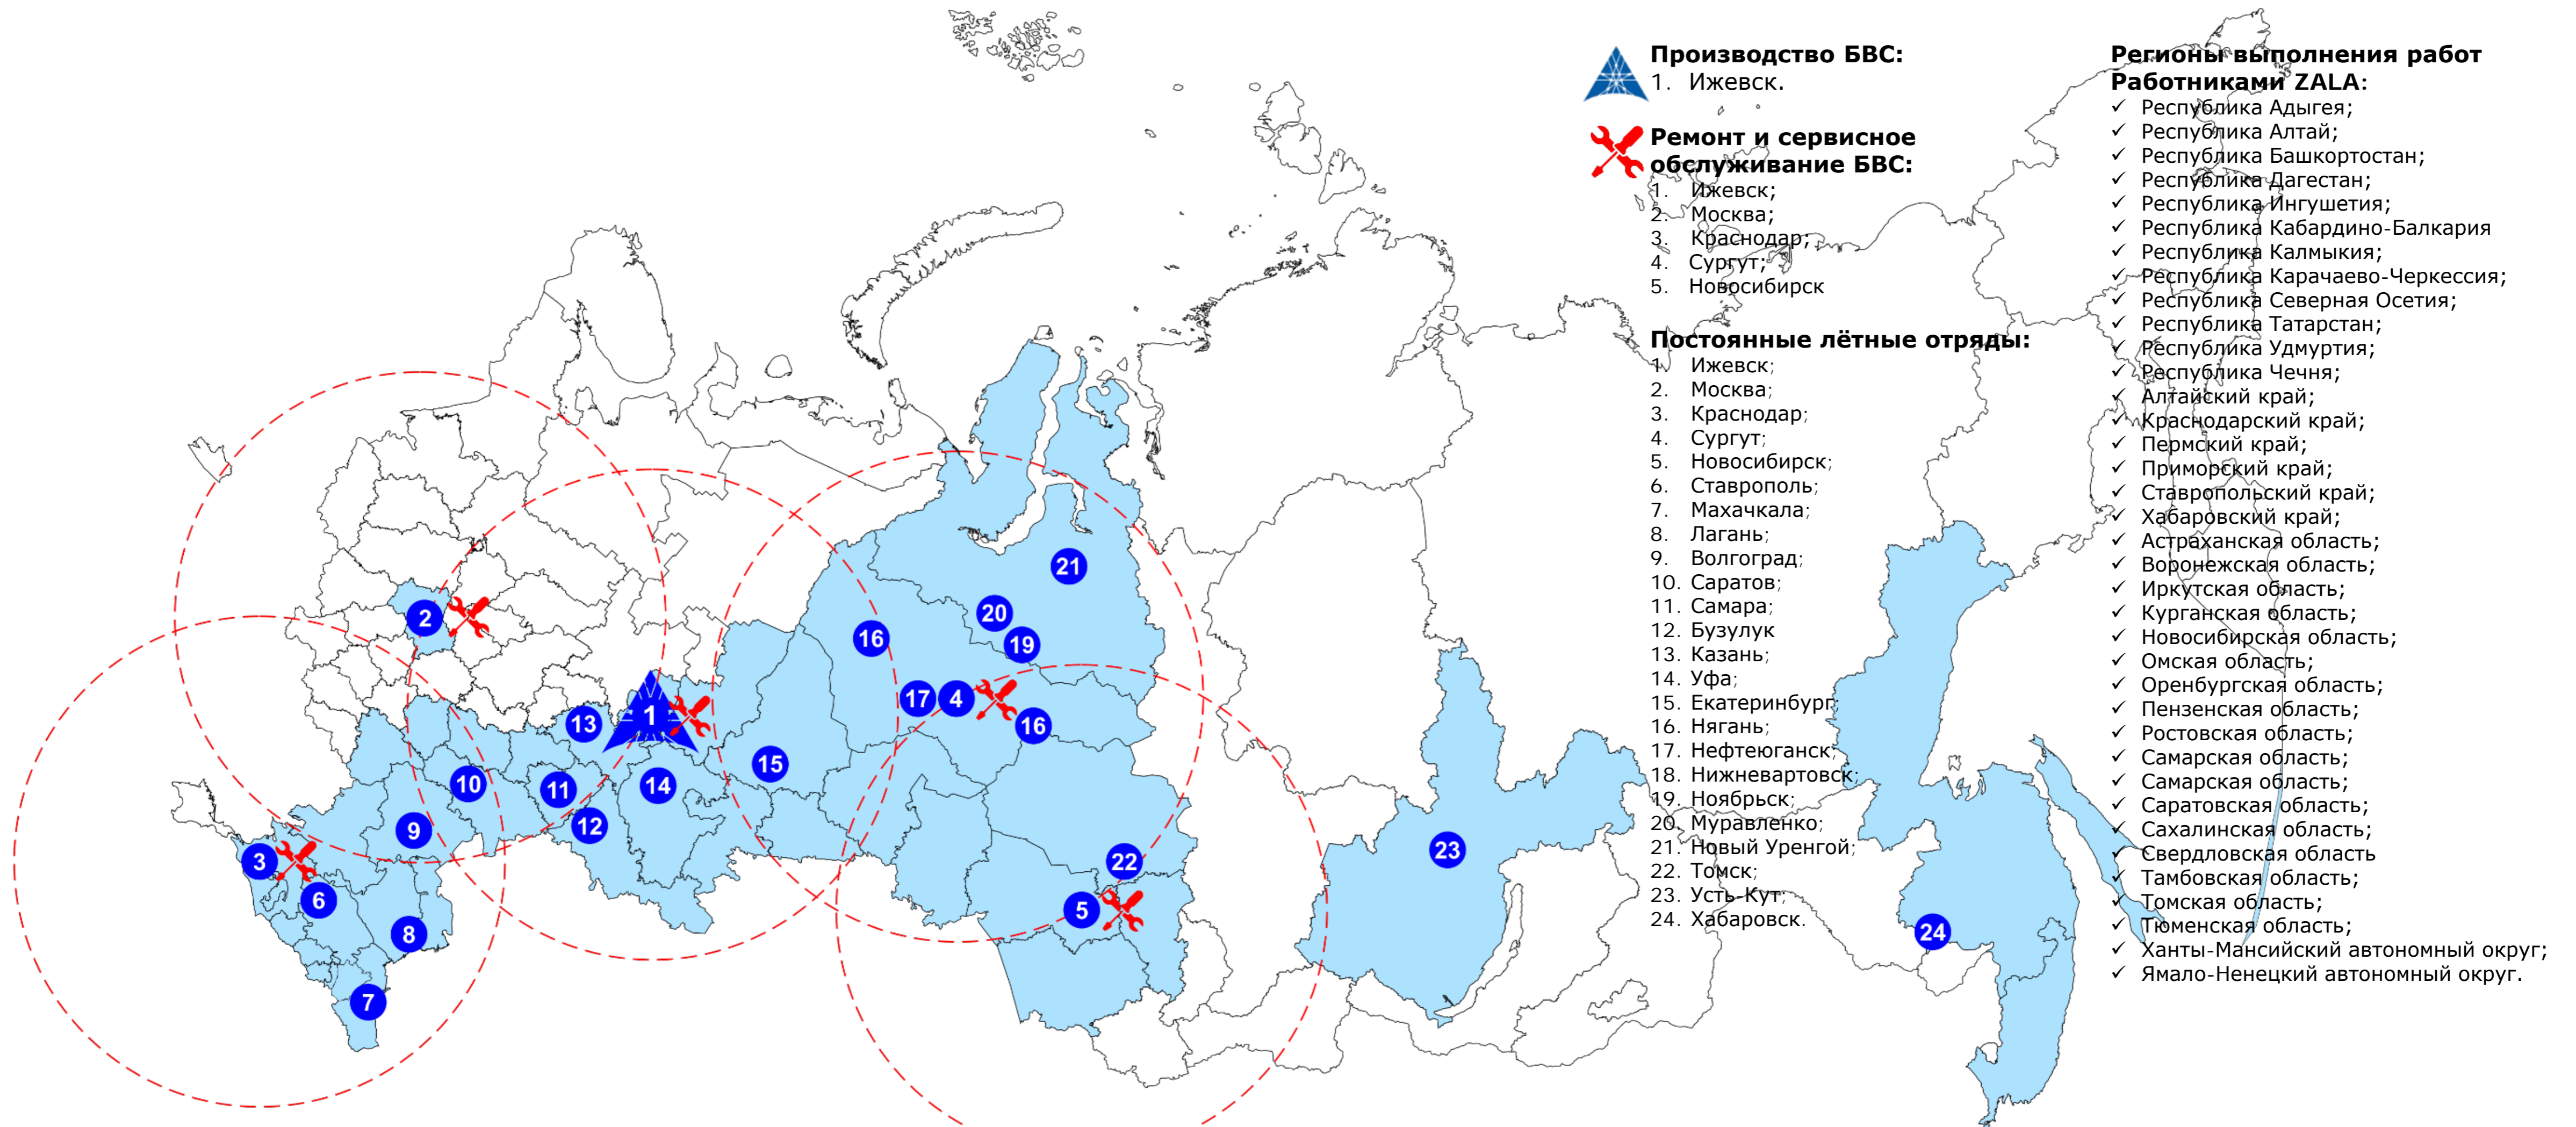 Производство БВС:
1. Ижевск.
Ремонт и сервисное
обслуживание БВС:
1. Ижевск;
2. Москва;
3. Краснодар;
4. Сургут;
5. Новосибирск
Постоянные лётные отряды:
1. Ижевск;
2. Москва;
3. Краснодар;
4. Сургут;
5. Новосибирск;
6. Ставрополь;
7. Махачкала;
8. Лагань;
9. Волгоград;
10. Саратов;
11. Самара;
12. Бузулук
13. Казань;
14. Уфа;
15. Екатеринбург;
16. Нягань;
17. Нефтеюганск;
18. Нижневартовск;
19. Ноябрьск;
20. Муравленко;
21. Новый Уренгой;
22. Томск;
23. Усть-Кут;
24. Хабаровск.
Регионы выполнения работ
Работниками ZALA:
✓ Республика Адыгея;
✓ Республика Алтай;
✓ Республика Башкортостан;
✓ Республика Дагестан;
✓ Республика Ингушетия;
✓ Республика Кабардино-Балкария
✓ Республика Калмыкия;
✓ Республика Карачаево-Черкессия;
✓ Республика Северная Осетия;
✓ Республика Татарстан;
✓ Республика Удмуртия;
✓ Республика Чечня;
✓ Алтайский край;
✓ Краснодарский край;
✓ Пермский край;
✓ Приморский край;
✓ Ставропольский край;
✓ Хабаровский край;
✓ Астраханская область;
✓ Воронежская область;
✓ Иркутская область;
✓ Курганская область;
✓ Новосибирская область;
✓ Омская область;
✓ Оренбургская область;
✓ Пензенская область;
✓ Ростовская область;
✓ Самарская область;
✓ Самарская область;
✓ Саратовская область;
✓ Сахалинская область;
✓ Свердловская область
✓ Тамбовская область;
✓ Томская область;
✓ Тюменская область;
✓ Ханты-Мансийский автономный округ;
✓ Ямало-Ненецкий автономный округ.
21
20
2
16
19
17
4
1
13
16
15
10
14
11
12
9
23
3
22
6
5
8
24
7